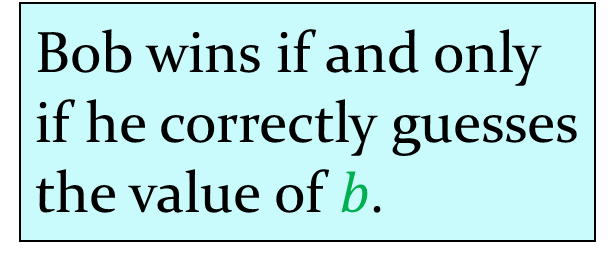 Bob wins if and only
if he correctly guesses
the value of b.